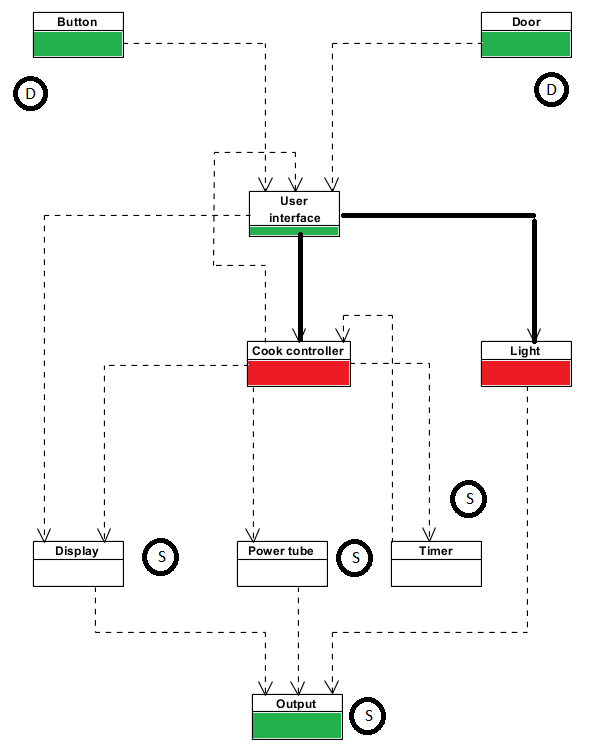 Button
Door
D
D
User
interface
Cook controller
Light
S
Display
S
Power tube
S
Timer
Output
S